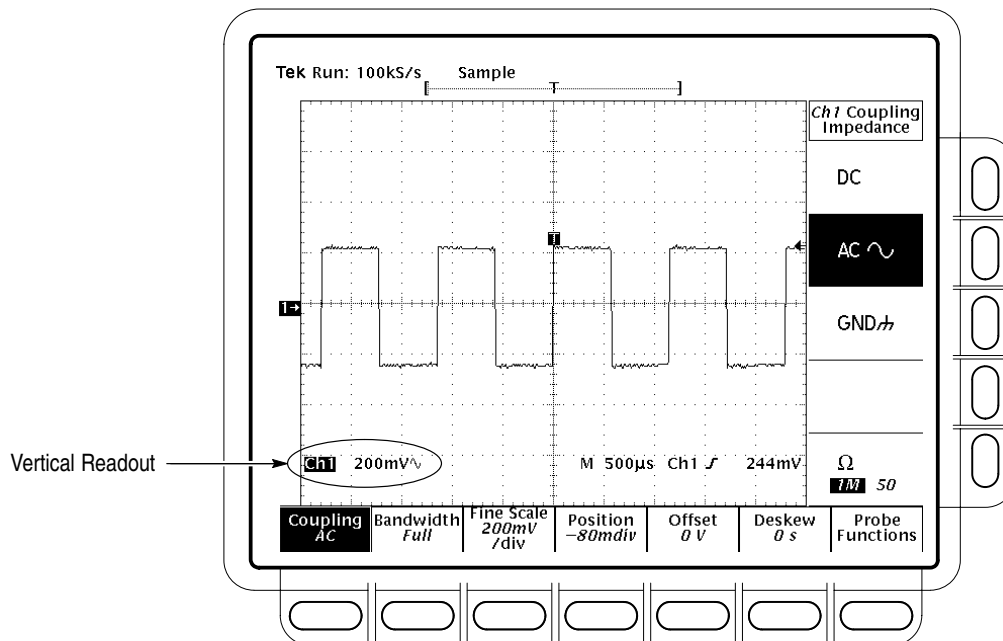 Tek Run: 100kS/s Sample
T
Ch1 Coupling
Impedance
DC
T
AC
1→
GND
Vertical Readout
Ch1 200mV∿ M 500µs Ch1 244mV
Ω
1M 50
Coupling
AC
Bandwidth
Full
Fine Scale
200mV
/div
Position
−80mdiv
Offset
0 V
Deskew
0 s
Probe
Functions